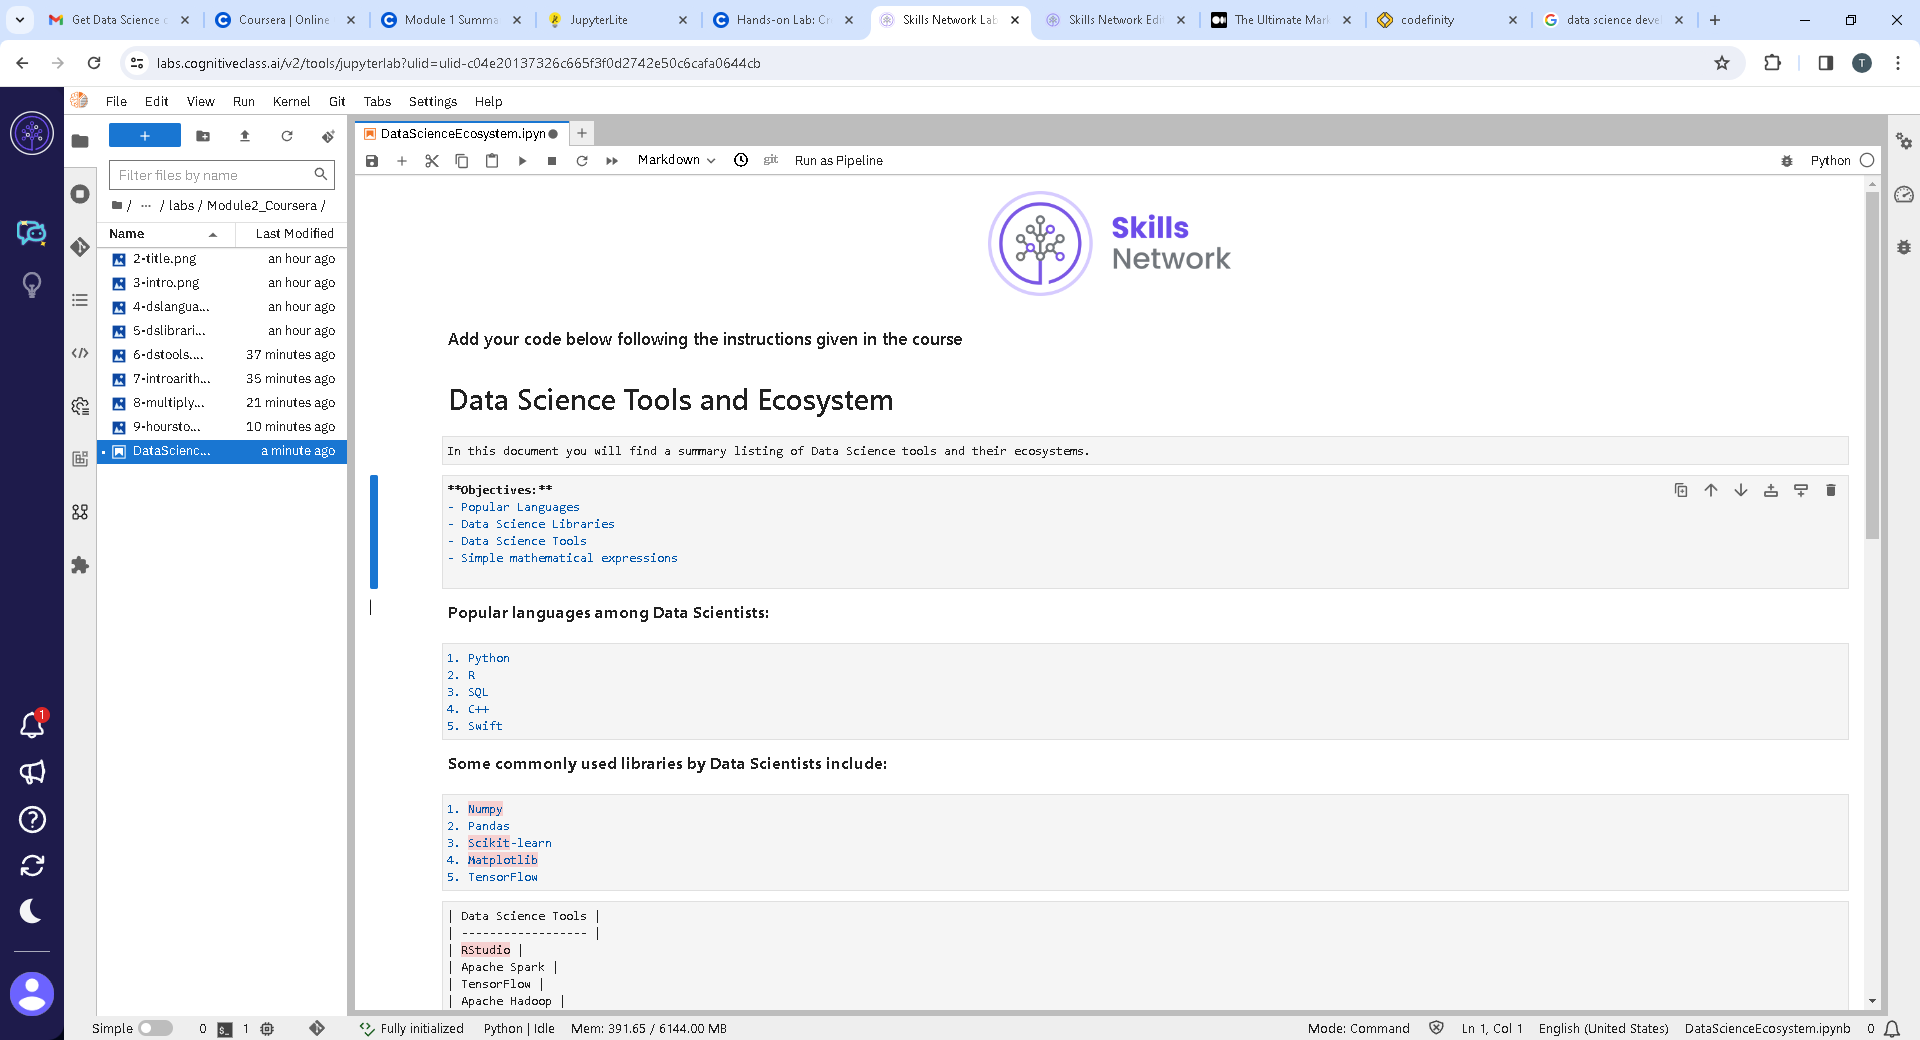 Get Data Science c
Coursera | Online
Module 1 Summa
JupyterLite
Hands-on Lab: Cr
Skills Network Lab
Skills Network Edi
The Ultimate Mar
codefinity
data science deve
labs.cognitiveclass.ai/v2/tools/jupyterlab?ulid=ulid-c04e20137326c665f3f0d2742e50c6cafa0644cb
T
File Edit View Run Kernel Git Tabs Settings Help
DataScienceEcosystem.ipyn
Markdown git Run as Pipeline Python
Filter files by name
/ ··· / labs / Module2_Coursera /
Name Last Modified
2-title.png an hour ago
3-intro.png an hour ago
4-dslangua... an hour ago
5-dslibrari... an hour ago
6-dstools.... 37 minutes ago
7-introarith... 35 minutes ago
8-multiply... 21 minutes ago
9-hoursto... 10 minutes ago
DataScienc... a minute ago
Skills
Network
Add your code below following the instructions given in the course
Data Science Tools and Ecosystem
In this document you will find a summary listing of Data Science tools and their ecosystems.
**Objectives:**
- Popular Languages
- Data Science Libraries
- Data Science Tools
- Simple mathematical expressions
Popular languages among Data Scientists:
1. Python
2. R
3. SQL
4. C++
5. Swift
Some commonly used libraries by Data Scientists include:
1. Numpy
2. Pandas
3. Scikit-learn
4. Matplotlib
5. TensorFlow
| Data Science Tools |
| ------------------ |
| RStudio |
| Apache Spark |
| TensorFlow |
| Apache Hadoop |
1
Simple 0 1 Fully initialized Python | Idle Mem: 391.65 / 6144.00 MB Mode: Command Ln 1, Col 1 English (United States) DataScienceEcosystem.ipynb 0